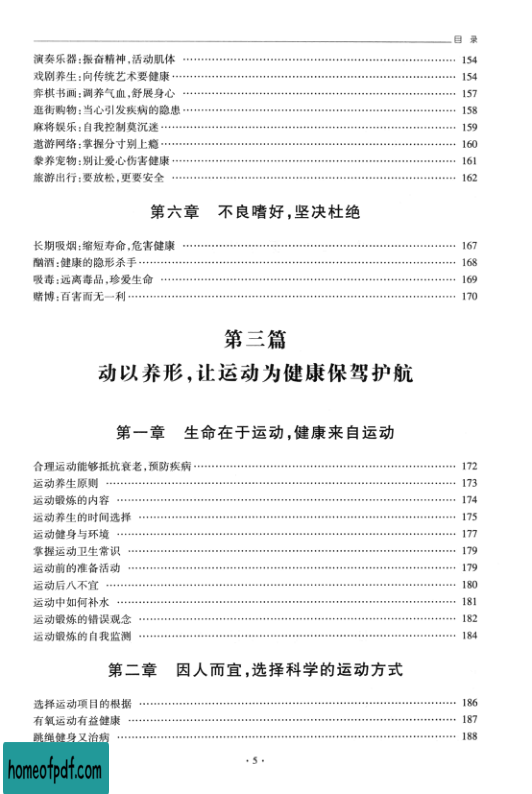 目 录
演奏乐器:振奋精神,活动肌体 …… 154
戏剧养生:向传统艺术要健康 …… 154
弈棋书画:调养气血,舒展身心 …… 157
逛街购物:当心引发疾病的隐患 …… 158
麻将娱乐:自我控制莫沉迷 …… 159
遨游网络:掌握分寸别上瘾 …… 160
豢养宠物:别让爱心伤害健康 …… 161
旅游出行:要放松,更要安全 …… 162
第六章 不良嗜好,坚决杜绝
长期吸烟:缩短寿命,危害健康 …… 167
酗酒:健康的隐形杀手 …… 168
吸毒:远离毒品,珍爱生命 …… 169
赌博:百害而无一利 …… 170
第三篇
动以养形,让运动为健康保驾护航
第一章 生命在于运动,健康来自运动
合理运动能够抵抗衰老,预防疾病 …… 172
运动养生原则 …… 173
运动锻炼的内容 …… 174
运动养生的时间选择 …… 175
运动健身与环境 …… 177
掌握运动卫生常识 …… 179
运动前的准备活动 …… 179
运动后八不宜 …… 180
运动中如何补水 …… 181
运动锻炼的错误观念 …… 182
运动锻炼的自我监测 …… 184
第二章 因人而宜,选择科学的运动方式
选择运动项目的根据 …… 186
有氧运动有益健康 …… 187
跳绳健身又治病 …… 188
· 5 ·
homeofpdf.com